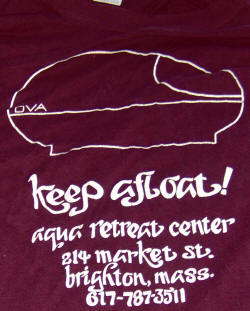 OVA
keep afloat!
aqua retreat center
214 market st.
brighton, mass.
617-787-3511